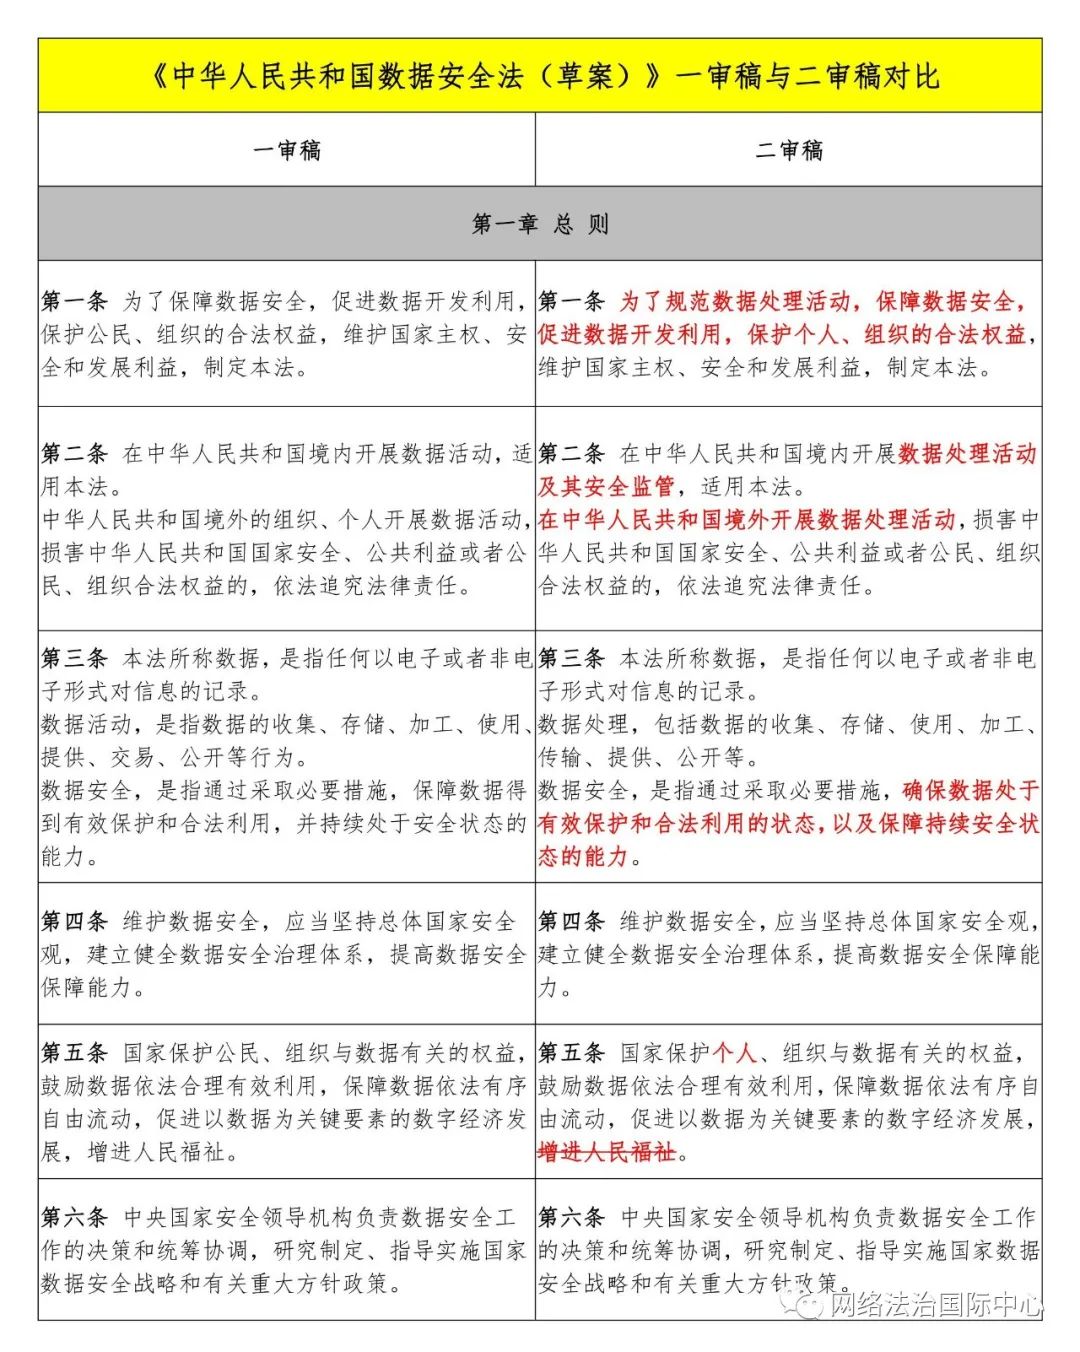 《中华人民共和国数据安全法（草案）》一审稿与二审稿对比
一审稿
二审稿
第一章 总 则
第一条 为了保障数据安全，促进数据开发利用，
保护公民、组织的合法权益，维护国家主权、安
全和发展利益，制定本法。
第一条 为了规范数据处理活动，保障数据安全，
促进数据开发利用，保护个人、组织的合法权益，
维护国家主权、安全和发展利益，制定本法。
第二条 在中华人民共和国境内开展数据活动，适
用本法。
中华人民共和国境外的组织、个人开展数据活动，
损害中华人民共和国国家安全、公共利益或者公
民、组织合法权益的，依法追究法律责任。
第二条 在中华人民共和国境内开展数据处理活动
及其安全监管，适用本法。
在中华人民共和国境外开展数据处理活动，损害中
华人民共和国国家安全、公共利益或者公民、组织
合法权益的，依法追究法律责任。
第三条 本法所称数据，是指任何以电子或者非电
子形式对信息的记录。
数据活动，是指数据的收集、存储、加工、使用、
提供、交易、公开等行为。
数据安全，是指通过采取必要措施，保障数据得
到有效保护和合法利用，并持续处于安全状态的
能力。
第三条 本法所称数据，是指任何以电子或者非电
子形式对信息的记录。
数据处理，包括数据的收集、存储、使用、加工、
传输、提供、公开等。
数据安全，是指通过采取必要措施，确保数据处于
有效保护和合法利用的状态，以及保障持续安全状
态的能力。
第四条 维护数据安全，应当坚持总体国家安全
观，建立健全数据安全治理体系，提高数据安全
保障能力。
第四条 维护数据安全，应当坚持总体国家安全观，
建立健全数据安全治理体系，提高数据安全保障能
力。
第五条 国家保护公民、组织与数据有关的权益，
鼓励数据依法合理有效利用，保障数据依法有序
自由流动，促进以数据为关键要素的数字经济发
展，增进人民福祉。
第五条 国家保护个人、组织与数据有关的权益，
鼓励数据依法合理有效利用，保障数据依法有序自
由流动，促进以数据为关键要素的数字经济发展，
增进人民福祉。
第六条 中央国家安全领导机构负责数据安全工
作的决策和统筹协调，研究制定、指导实施国家
数据安全战略和有关重大方针政策。
第六条 中央国家安全领导机构负责数据安全工作
的决策和统筹协调，研究制定、指导实施国家数据
安全战略和有关重大方针政策。
网络法治国际中心